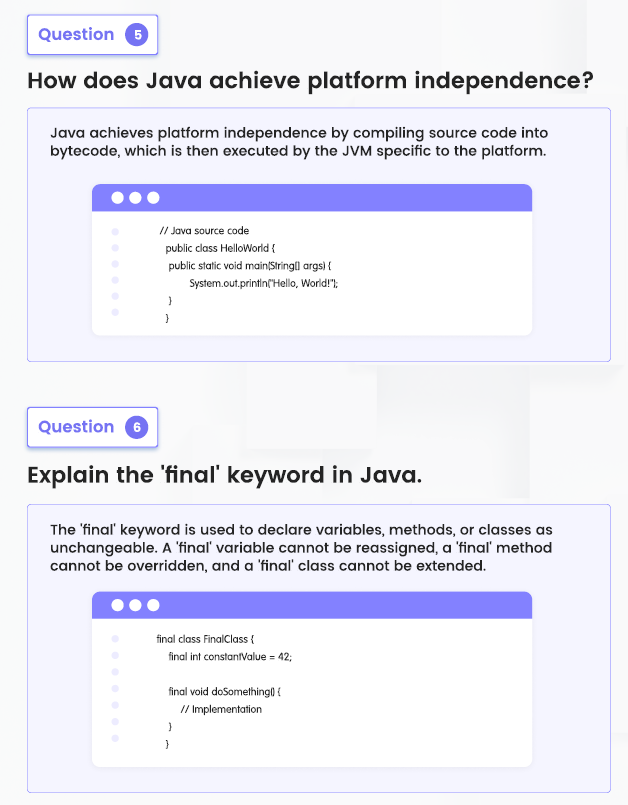 Question 5
How does Java achieve platform independence?
Java achieves platform independence by compiling source code into
bytecode, which is then executed by the JVM specific to the platform.
// Java source code
public class HelloWorld {
public static void main(String[] args) {
System.out.println("Hello, World!");
}
}
Question 6
Explain the 'final' keyword in Java.
The 'final' keyword is used to declare variables, methods, or classes as
unchangeable. A 'final' variable cannot be reassigned, a 'final' method
cannot be overridden, and a 'final' class cannot be extended.
final class FinalClass {
final int constantValue = 42;
final void doSomething() {
// Implementation
}
}